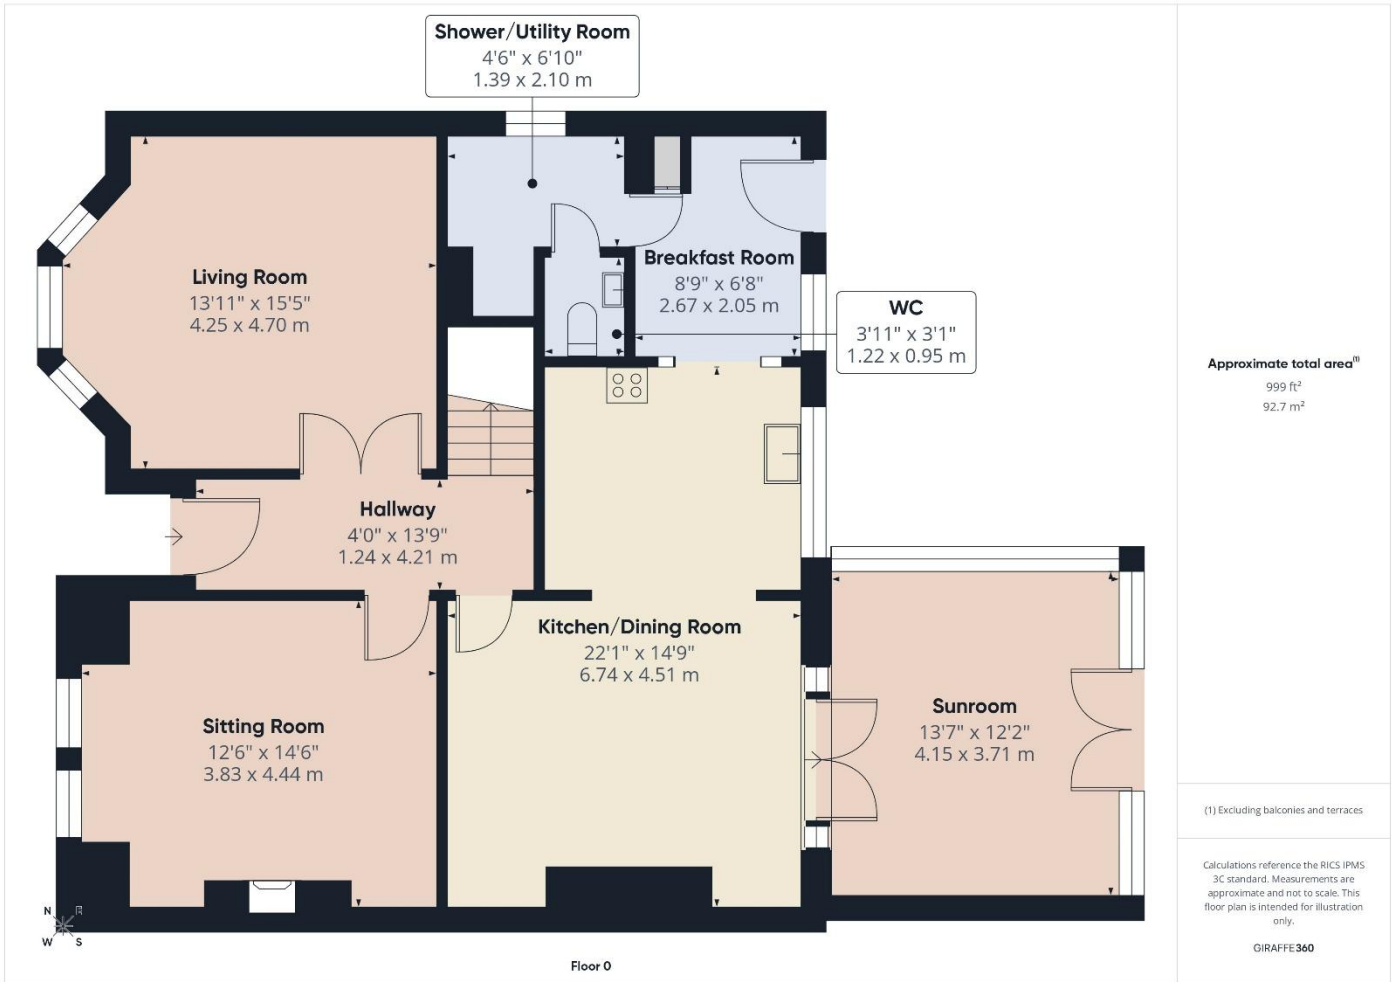 Shower/Utility Room
4'6" x 6'10"
1.39 x 2.10 m
Living Room
13'11" x 15'5"
4.25 x 4.70 m
Breakfast Room
8'9" x 6'8"
2.67 x 2.05 m
WC
3'11" x 3'1"
1.22 x 0.95 m
Hallway
4'0" x 13'9"
1.24 x 4.21 m
Kitchen/Dining Room
22'1" x 14'9"
6.74 x 4.51 m
Sitting Room
12'6" x 14'6"
3.83 x 4.44 m
Sunroom
13'7" x 12'2"
4.15 x 3.71 m
N
W S
Floor 0
Approximate total area(1)
999 ft²
92.7 m²
(1) Excluding balconies and terraces
Calculations reference the RICS IPMS
3C standard. Measurements are
approximate and not to scale. This
floor plan is intended for illustration
only.
GIRAFFE360